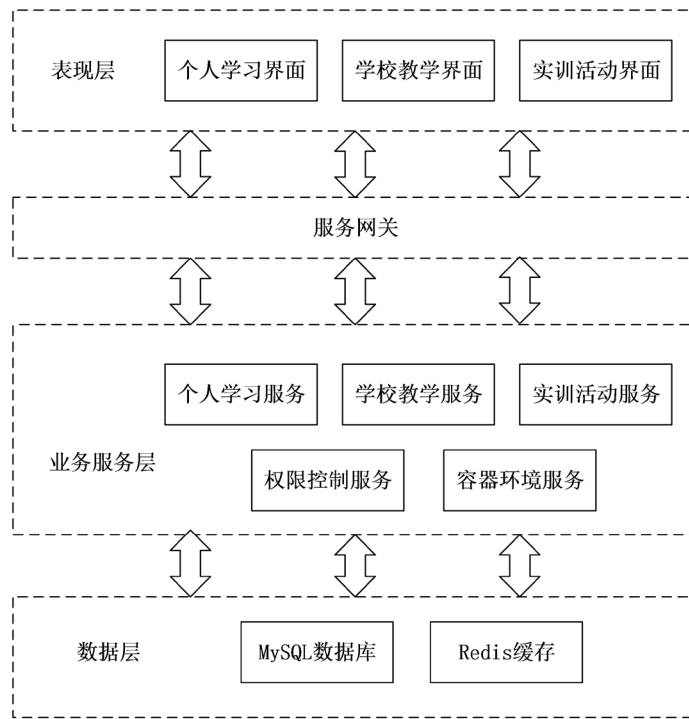 表现层 个人学习界面 学校教学界面 实训活动界面
服务网关
个人学习服务 学校教学服务 实训活动服务
业务服务层
权限控制服务 容器环境服务
数据层 MySQL数据库 Redis缓存